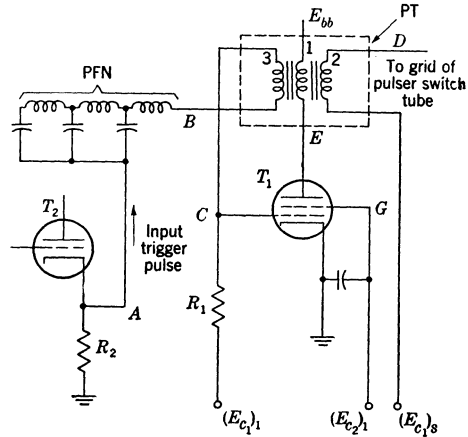 E_bb
PT
PFN
3
1
2
D
To grid of
pulser switch
tube
B
E
T_1
T_2
Input
trigger
pulse
C
G
A
R_1
R_2
(E_c1)_1
(E_c2)_1
(E_c1)_8